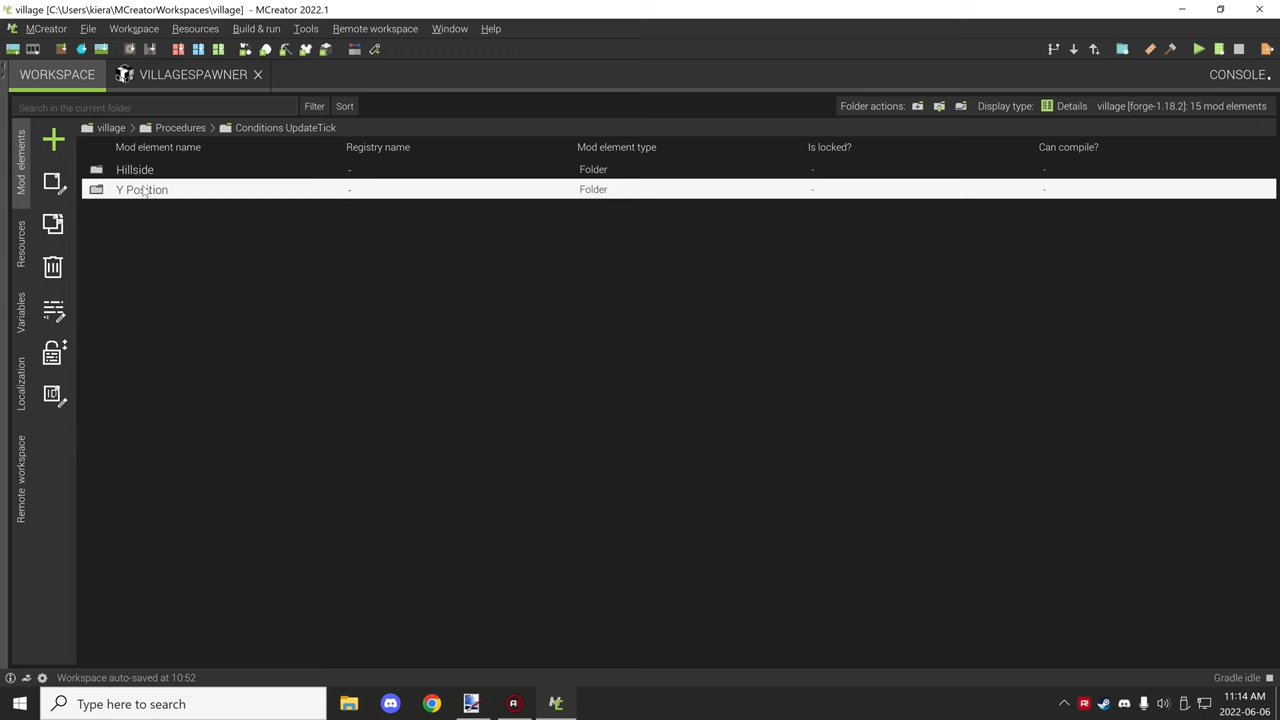 village [C:\Users\kiera\MCreatorWorkspaces\village] - MCreator 2022.1
MCreator File Workspace Resources Build & run Tools Remote workspace Window Help
WORKSPACE VILLAGESPAWNER CONSOLE
Search in the current folder Filter Sort Folder actions: Display type: Details village [forge-1.18.2]: 15 mod elements
village Procedures Conditions UpdateTick
Mod element name Registry name Mod element type Is locked? Can compile?
Hillside - Folder - -
Y Position - Folder - -
Mod elements
Resources
Variables
Localization
Remote workspace
Workspace auto-saved at 10:52 Gradle idle
Type here to search
11:14 AM
2022-06-06